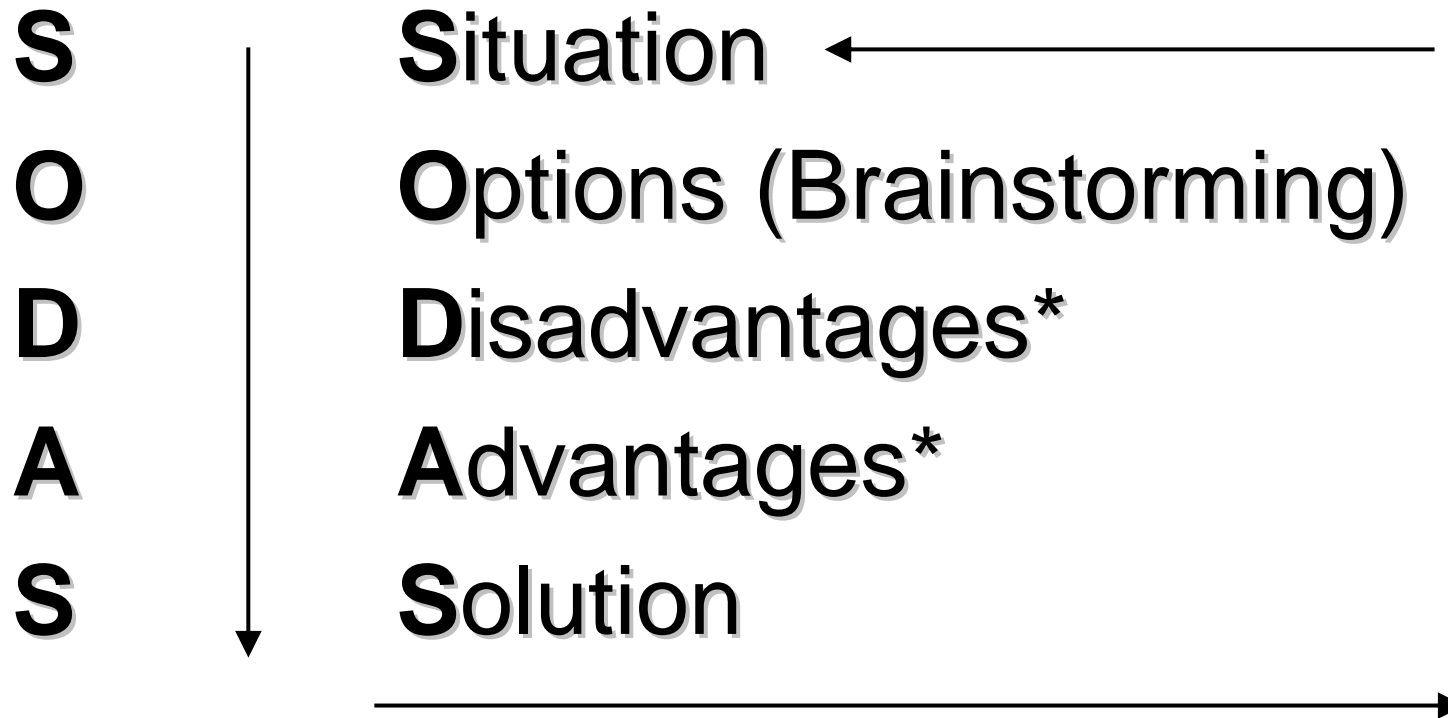 S Situation
O Options (Brainstorming)
D Disadvantages*
A Advantages*
S Solution